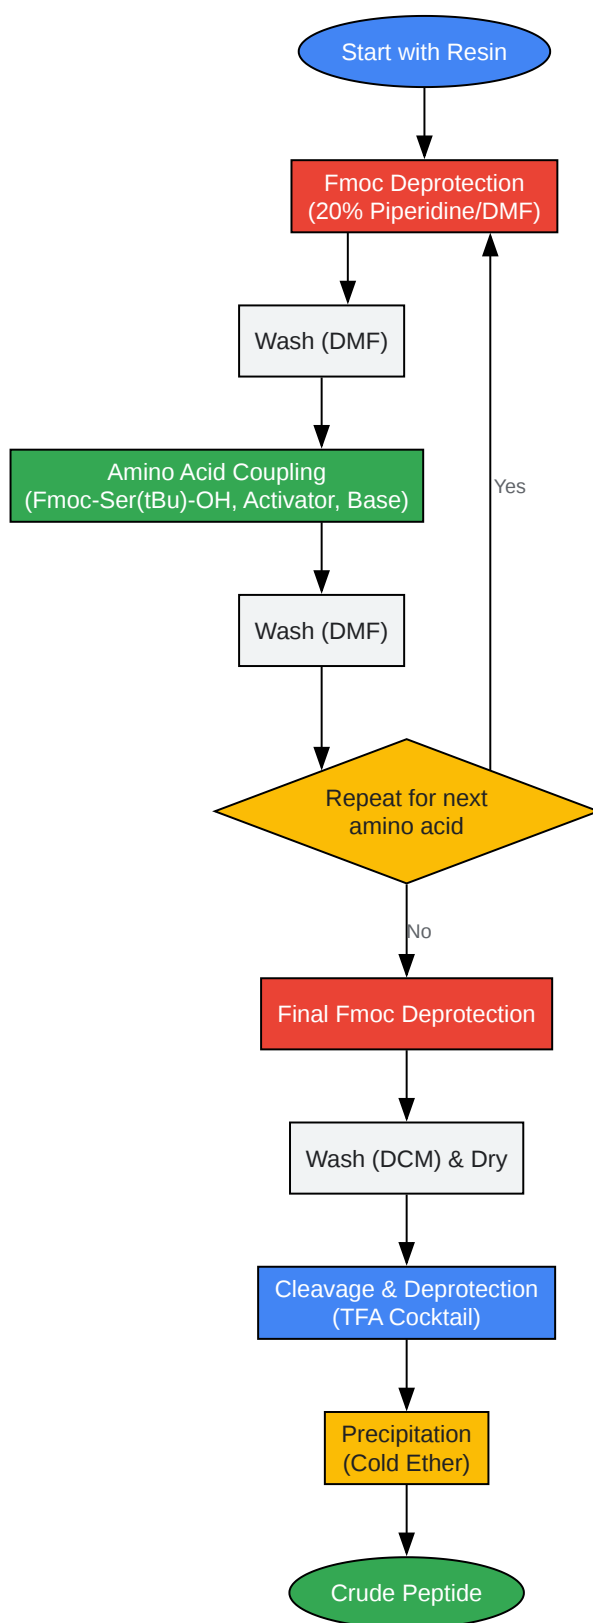 Start with Resin
Fmoc Deprotection
(20% Piperidine/DMF)
Wash (DMF)
Amino Acid Coupling
(Fmoc-Ser(tBu)-OH, Activator, Base)
Yes
Wash (DMF)
Repeat for next
amino acid
No
Final Fmoc Deprotection
Wash (DCM) & Dry
Cleavage & Deprotection
(TFA Cocktail)
Precipitation
(Cold Ether)
Crude Peptide